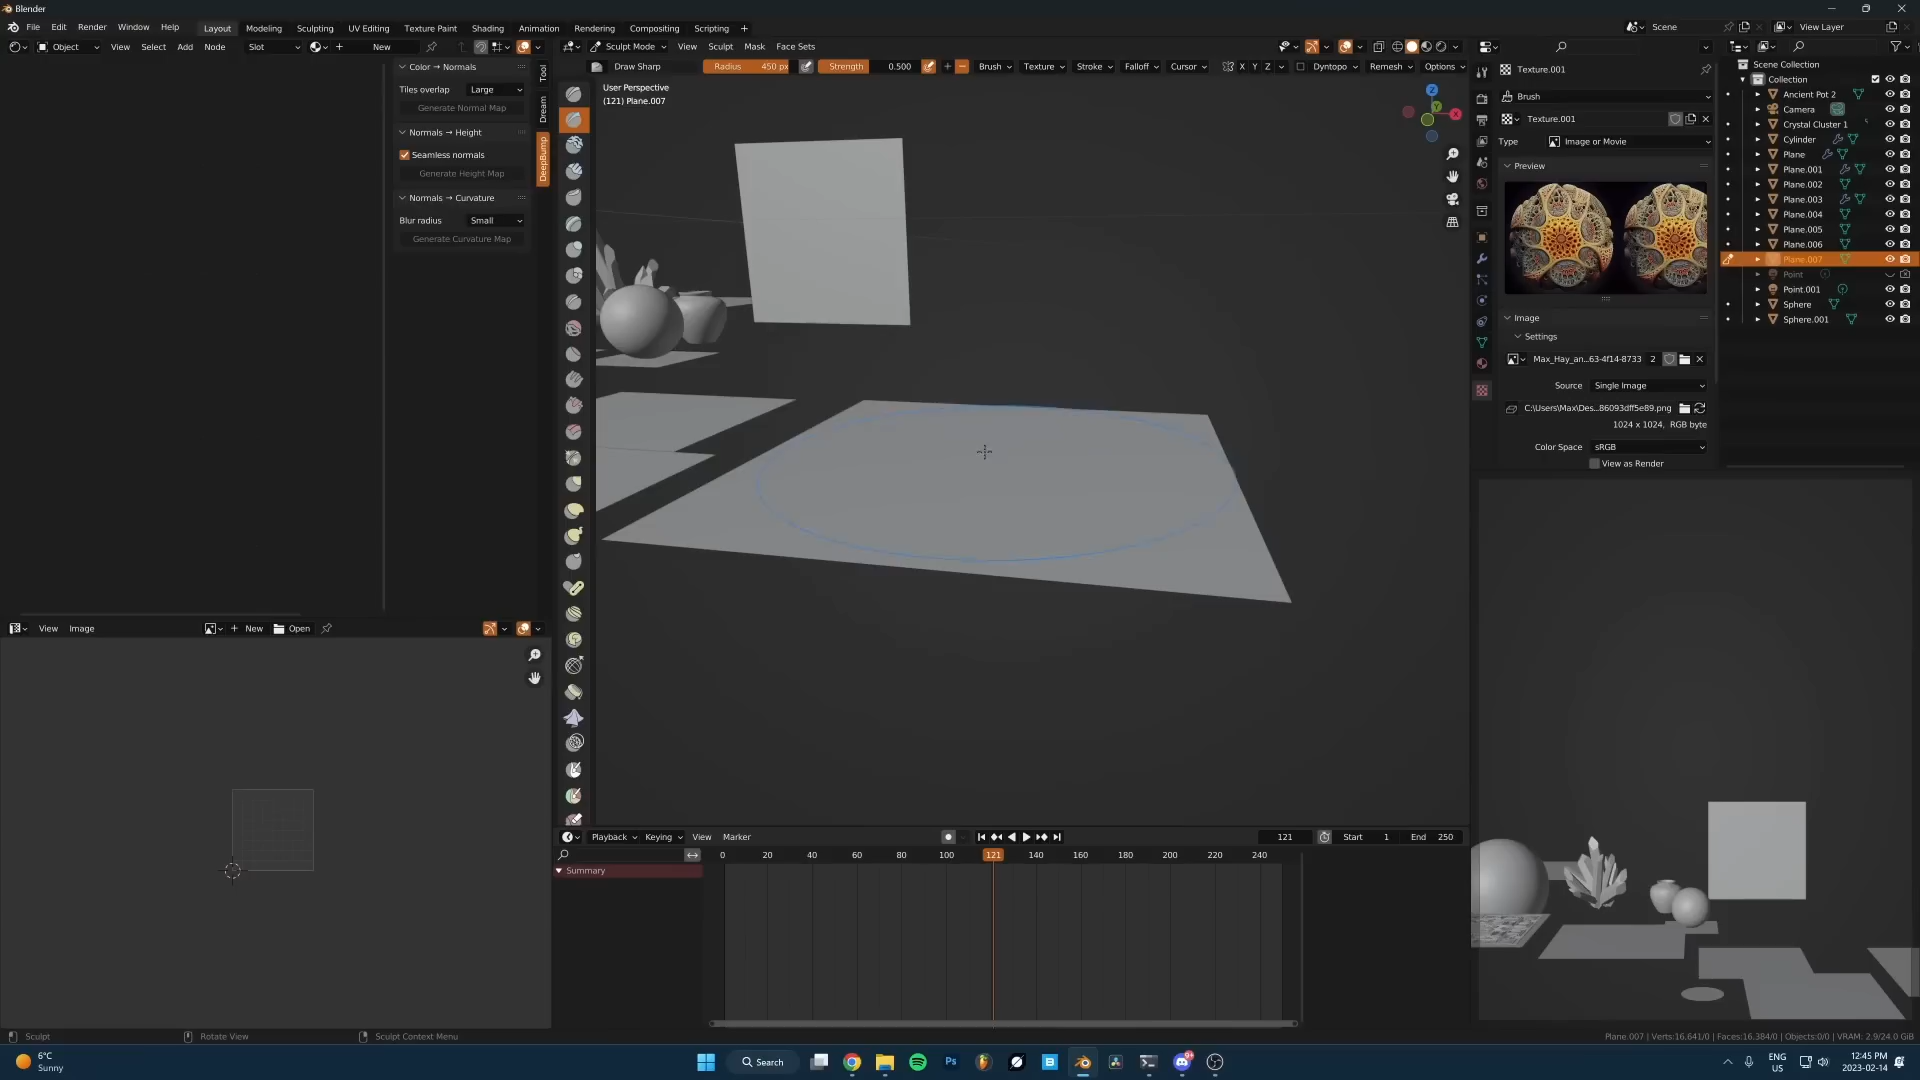 Blender
File Edit Render Window Help Layout Modeling Sculpting UV Editing Texture Paint Shading Animation Rendering Compositing Scripting + Scene View Layer
Object View Select Add Node Slot New Sculpt Mode View Sculpt Mask Face Sets
Draw Sharp Radius 450 px Strength 0.500 Brush Texture Stroke Falloff Cursor X Y Z Dyntopo Remesh Options
Color → Normals
Tiles overlap Large
Generate Normal Map
Normals → Height
Seamless normals
Generate Height Map
Normals → Curvature
Blur radius Small
Generate Curvature Map
Tool
Dream
DeepBump
User Perspective
(121) Plane.007
Z
Y
X
Texture.001
Brush
Texture.001
Type Image or Movie
Preview
Image
Settings
Max_Hay_an...63-4f14-8733 2
Source Single Image
C:\Users\Max\Des...86093dff5e89.png
1024 x 1024, RGB byte
Color Space sRGB
View as Render
Scene Collection
Collection
Ancient Pot 2
Camera
Crystal Cluster 1
Cylinder
Plane
Plane.001
Plane.002
Plane.003
Plane.004
Plane.005
Plane.006
Plane.007
Point
Point.001
Sphere
Sphere.001
View Image + New Open
Playback Keying View Marker 121 Start 1 End 250
0 20 40 60 80 100 121 140 160 180 200 220 240
Summary
Sculpt Rotate View Sculpt Context Menu Plane.007 | Verts:16,641/0 | Faces:16,384/0 | Objects:0/0 | VRAM: 2.9/24.0 GiB
6°C
Sunny
Search
Ps
ENG
US
12:45 PM
2023-02-14